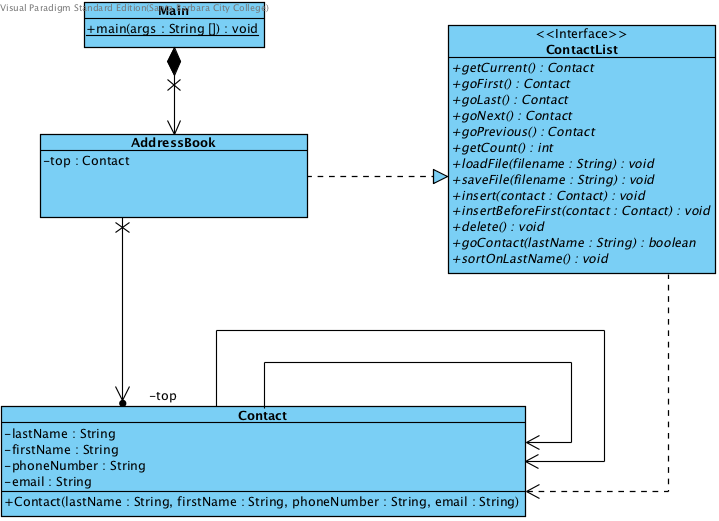 Visual Paradigm Standard Edition(Santa Barbara City College)
Main
+main(args : String []) : void
<<Interface>>
ContactList
+getCurrent() : Contact
+goFirst() : Contact
+goLast() : Contact
+goNext() : Contact
+goPrevious() : Contact
+getCount() : int
+loadFile(filename : String) : void
+saveFile(filename : String) : void
+insert(contact : Contact) : void
+insertBeforeFirst(contact : Contact) : void
+delete() : void
+goContact(lastName : String) : boolean
+sortOnLastName() : void
AddressBook
-top : Contact
-top
Contact
-lastName : String
-firstName : String
-phoneNumber : String
-email : String
+Contact(lastName : String, firstName : String, phoneNumber : String, email : String)